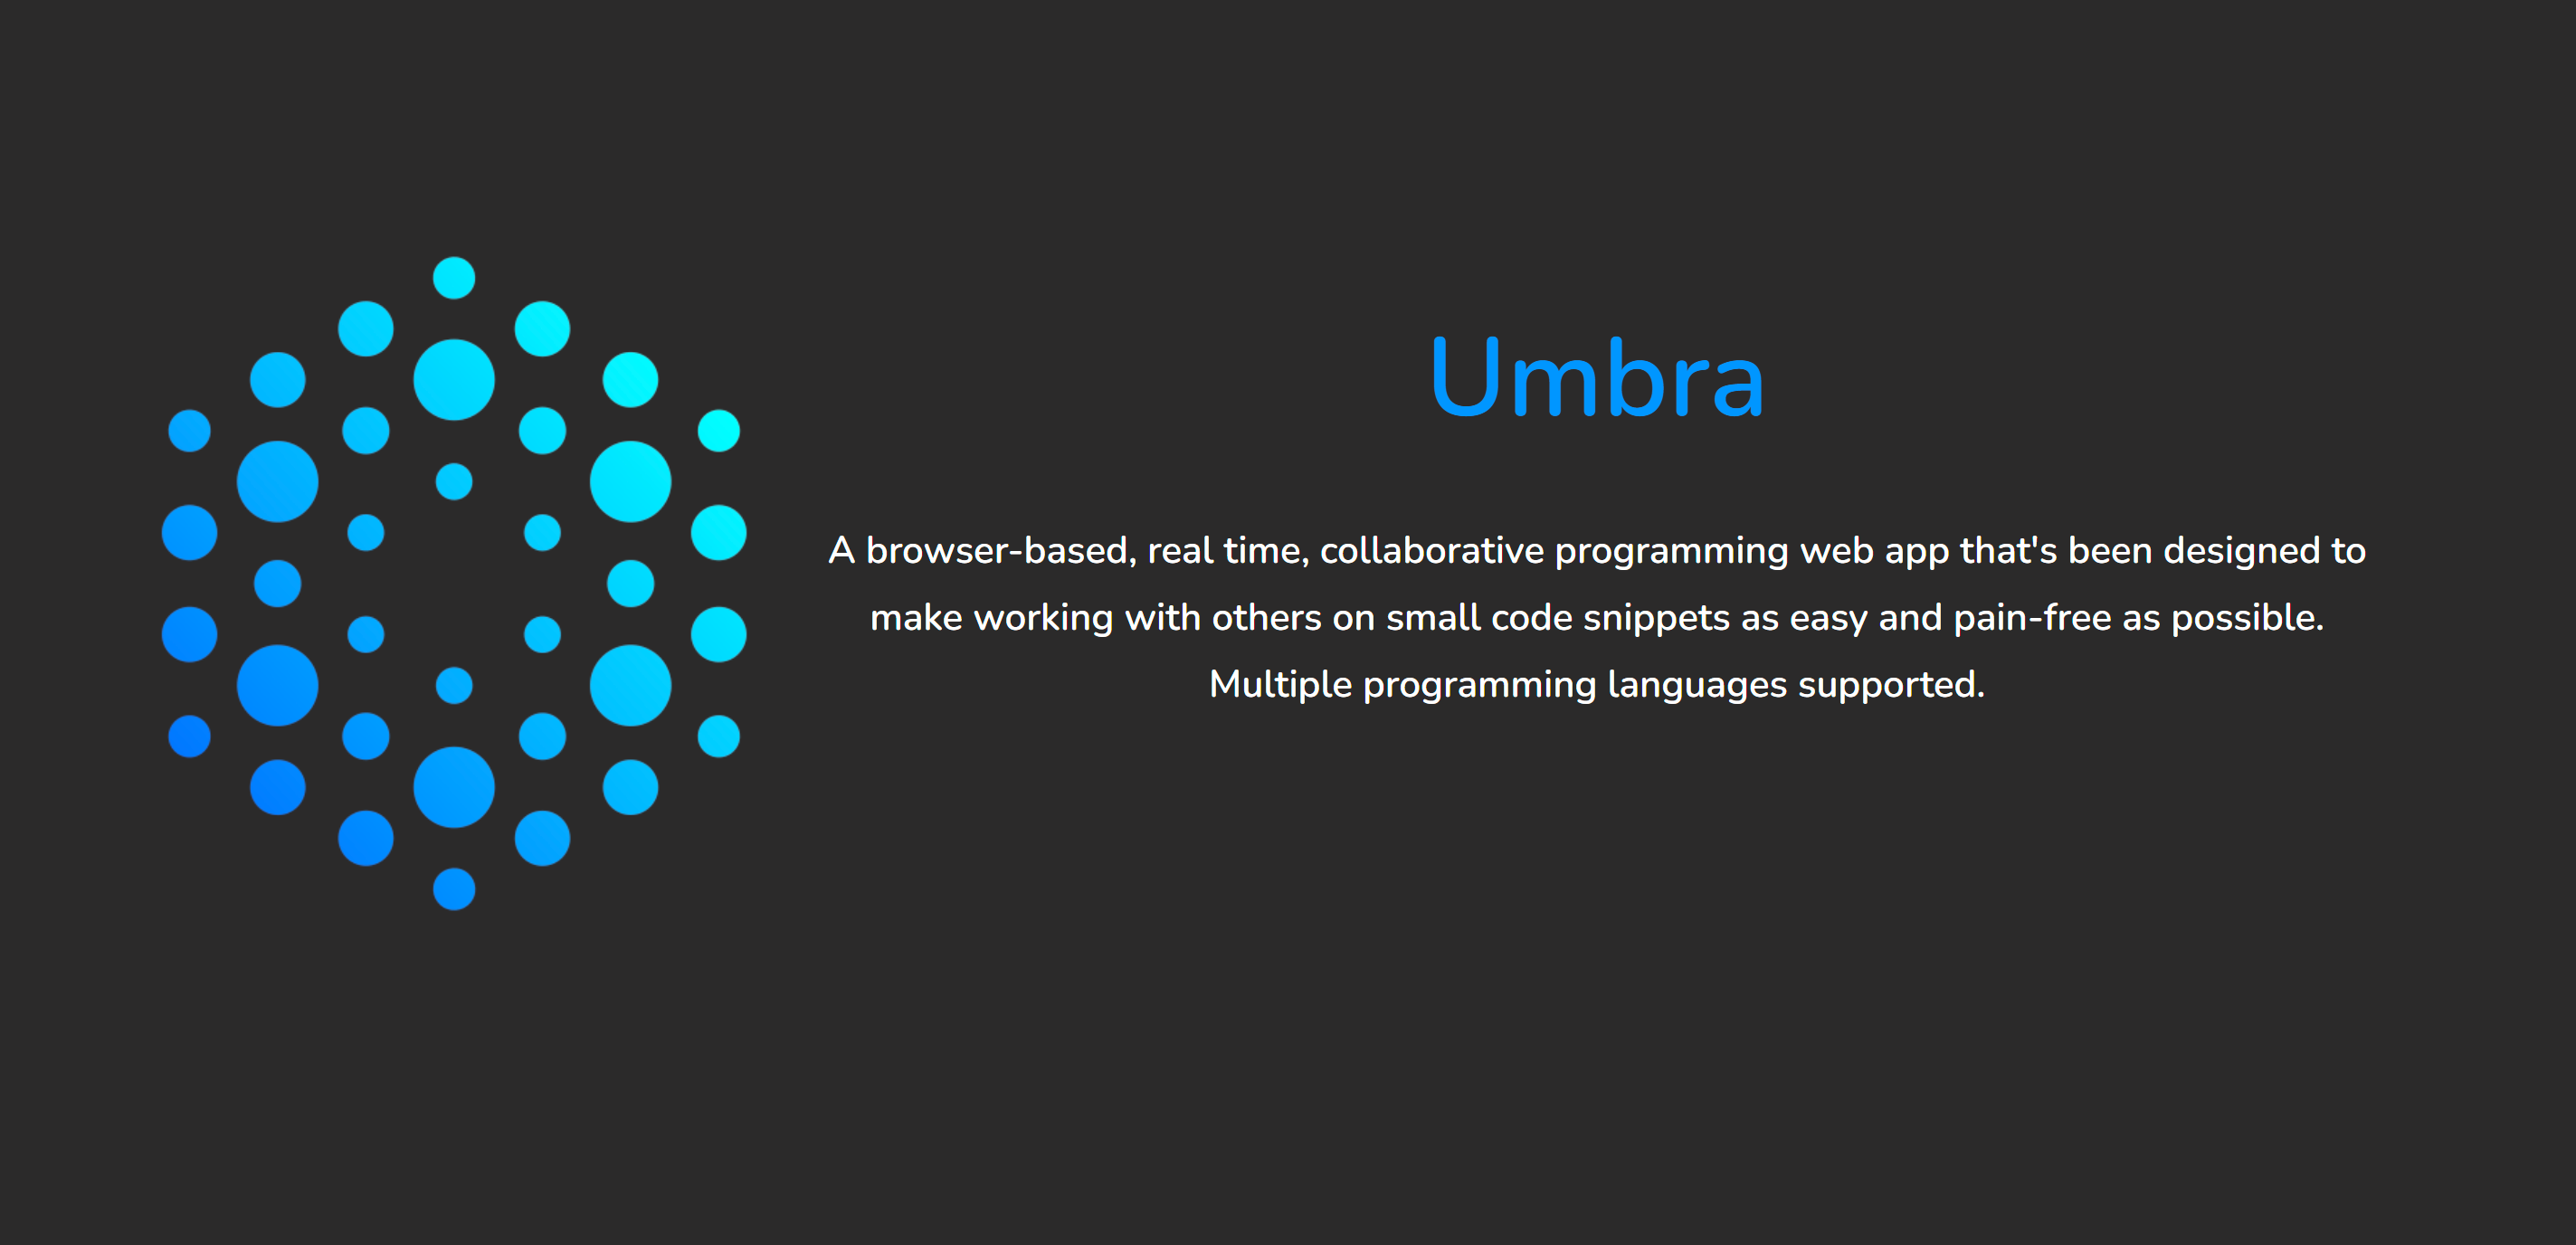 Umbra
A browser-based, real time, collaborative programming web app that's been designed to
make working with others on small code snippets as easy and pain-free as possible.
Multiple programming languages supported.